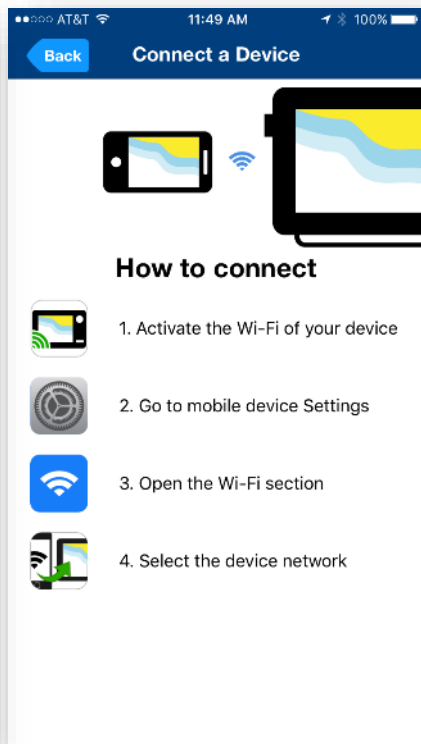 AT&T 11:49 AM 100%
Back Connect a Device
How to connect
1. Activate the Wi-Fi of your device
2. Go to mobile device Settings
3. Open the Wi-Fi section
4. Select the device network